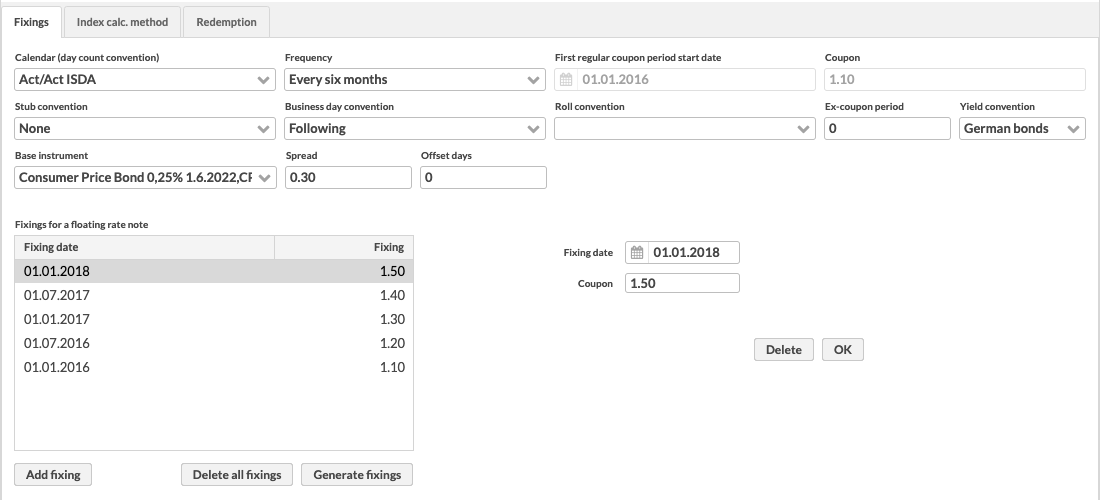 Fixings Index calc. method Redemption
Calendar (day count convention) Frequency First regular coupon period start date Coupon
Act/Act ISDA Every six months 01.01.2016 1.10
Stub convention Business day convention Roll convention Ex-coupon period Yield convention
None Following 0 German bonds
Base instrument Spread Offset days
Consumer Price Bond 0,25% 1.6.2022,CF 0.30 0
Fixings for a floating rate note
Fixing date Fixing
01.01.2018 1.50
01.07.2017 1.40
01.01.2017 1.30
01.07.2016 1.20
01.01.2016 1.10
Fixing date 01.01.2018
Coupon 1.50
Delete OK
Add fixing Delete all fixings Generate fixings